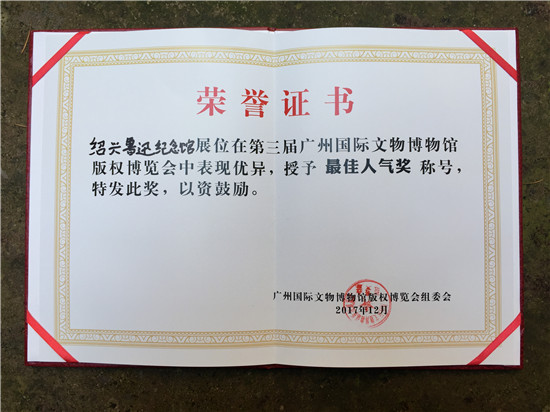 荣誉证书
绍兴鲁迅纪念馆展位在第三届广州国际文物博物馆
版权博览会中表现优异，授予 最佳人气奖 称号，
特发此奖，以资鼓励。
广州国际文物博物馆版权博览会组委会
2017年12月